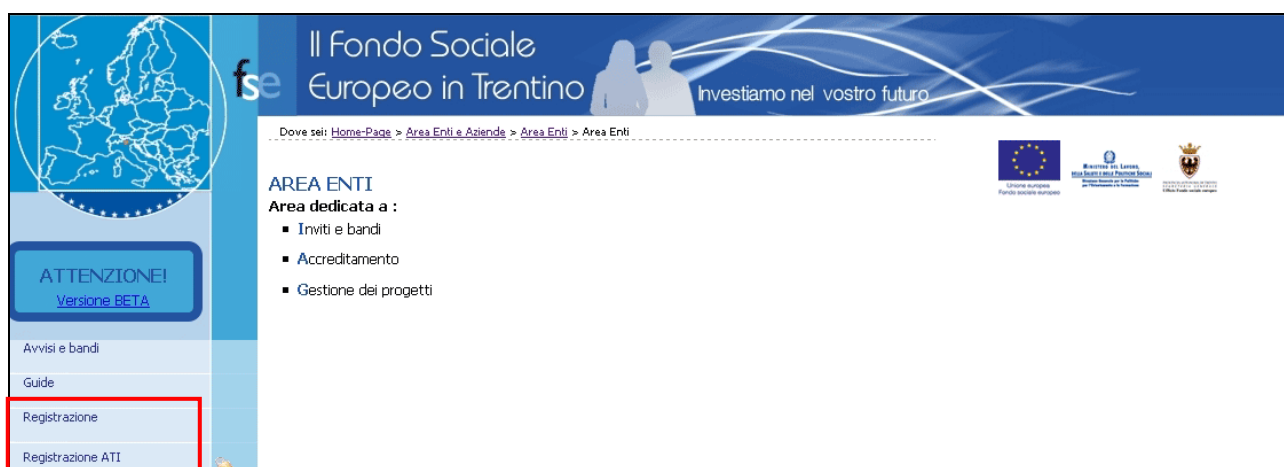 Il Fondo Sociale
fse Europeo in Trentino
Investiamo nel vostro futuro
Dove sei: Home-Page > Area Enti e Aziende > Area Enti > Area Enti
Unione europea
Fondo sociale europeo
AREA ENTI
Area dedicata a :
Inviti e bandi
Accreditamento
Gestione dei progetti
ATTENZIONE!
Versione BETA
Avvisi e bandi
Guide
Registrazione
Registrazione ATI